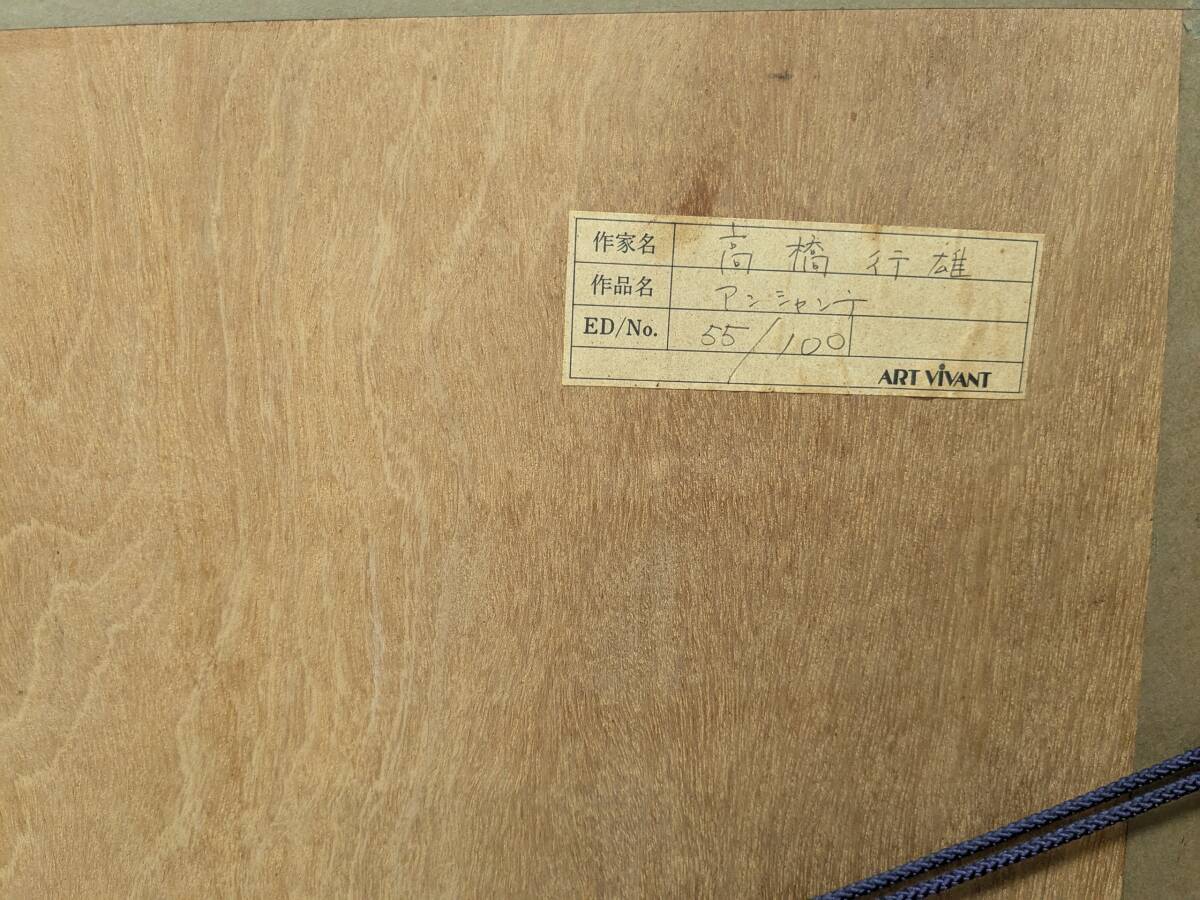 作家名 高橋行雄
作品名 アンシャンテ
ED/No. 55/100
ART ViVANT